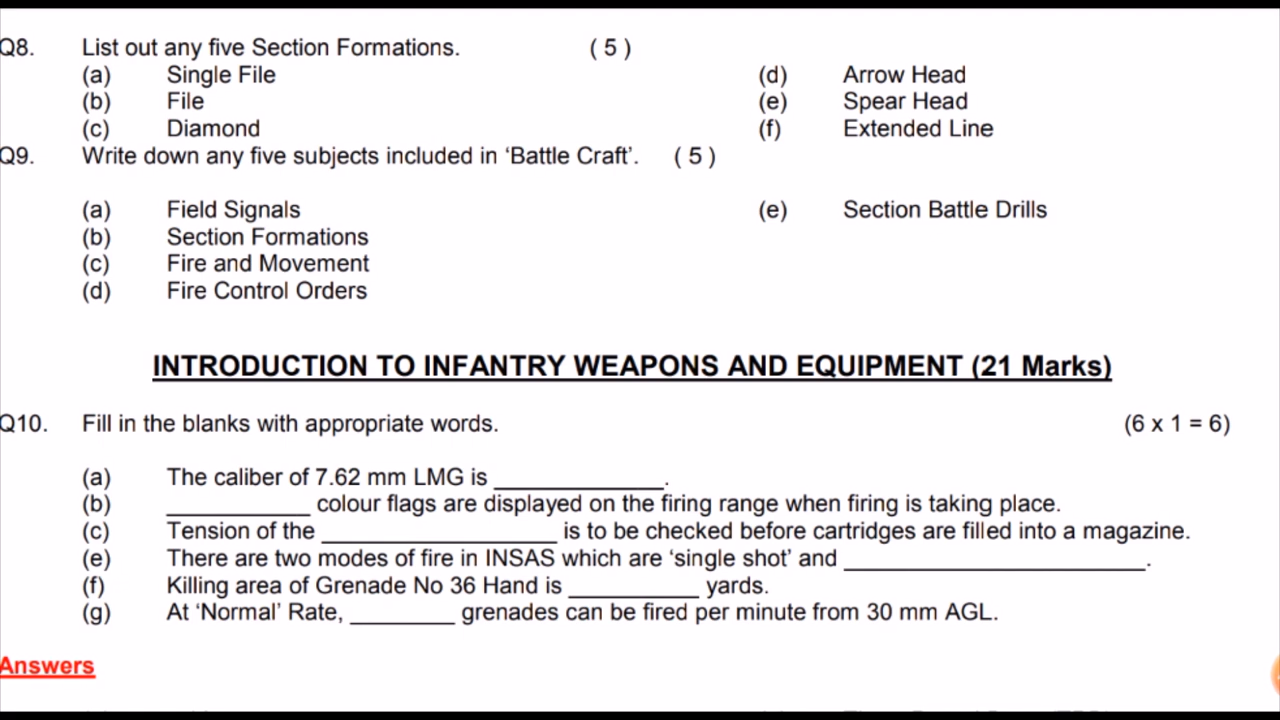 Q8. List out any five Section Formations. ( 5 )
(a) Single File (d) Arrow Head
(b) File (e) Spear Head
(c) Diamond (f) Extended Line
Q9. Write down any five subjects included in ‘Battle Craft’. ( 5 )
(a) Field Signals (e) Section Battle Drills
(b) Section Formations
(c) Fire and Movement
(d) Fire Control Orders
INTRODUCTION TO INFANTRY WEAPONS AND EQUIPMENT (21 Marks)
Q10. Fill in the blanks with appropriate words. (6 x 1 = 6)
(a) The caliber of 7.62 mm LMG is ______________.
(b) ____________ colour flags are displayed on the firing range when firing is taking place.
(c) Tension of the ___________________ is to be checked before cartridges are filled into a magazine.
(e) There are two modes of fire in INSAS which are ‘single shot’ and _________________________.
(f) Killing area of Grenade No 36 Hand is ___________ yards.
(g) At ‘Normal’ Rate, _________ grenades can be fired per minute from 30 mm AGL.
Answers